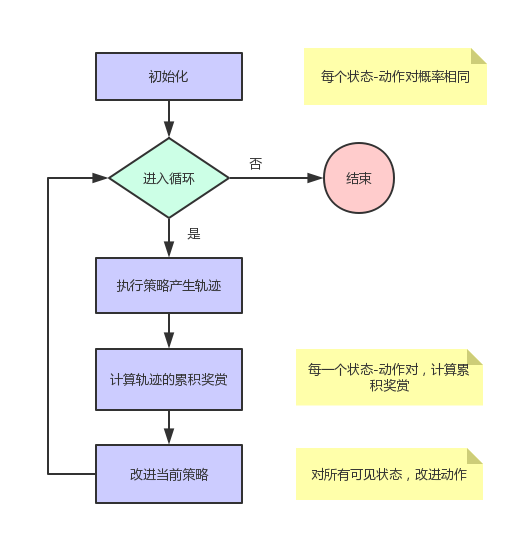 初始化
每个状态-动作对概率相同
进入循环
否
结束
是
执行策略产生轨迹
计算轨迹的累积奖赏
每一个状态-动作对，计算累
积奖赏
改进当前策略
对所有可见状态，改进动作